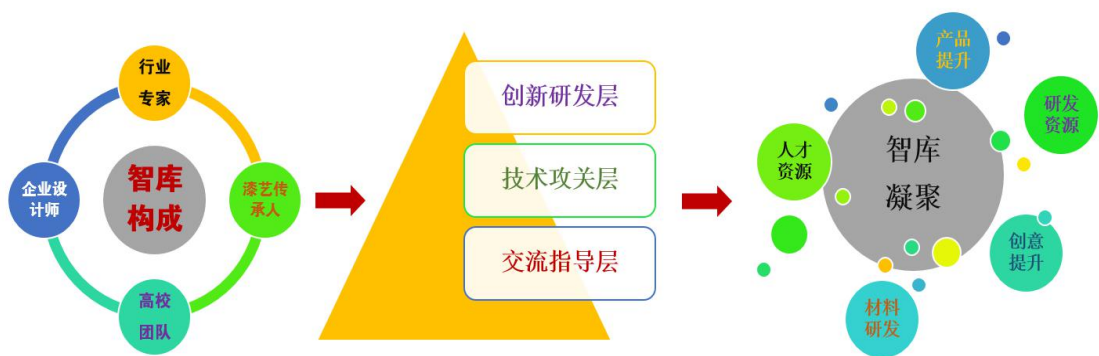 行业
专家
企业设
计师
智库
构成
漆艺传
承人
高校
团队
创新研发层
技术攻关层
交流指导层
产品
提升
研发
资源
人才
资源
智库
凝聚
创意
提升
材料
研发